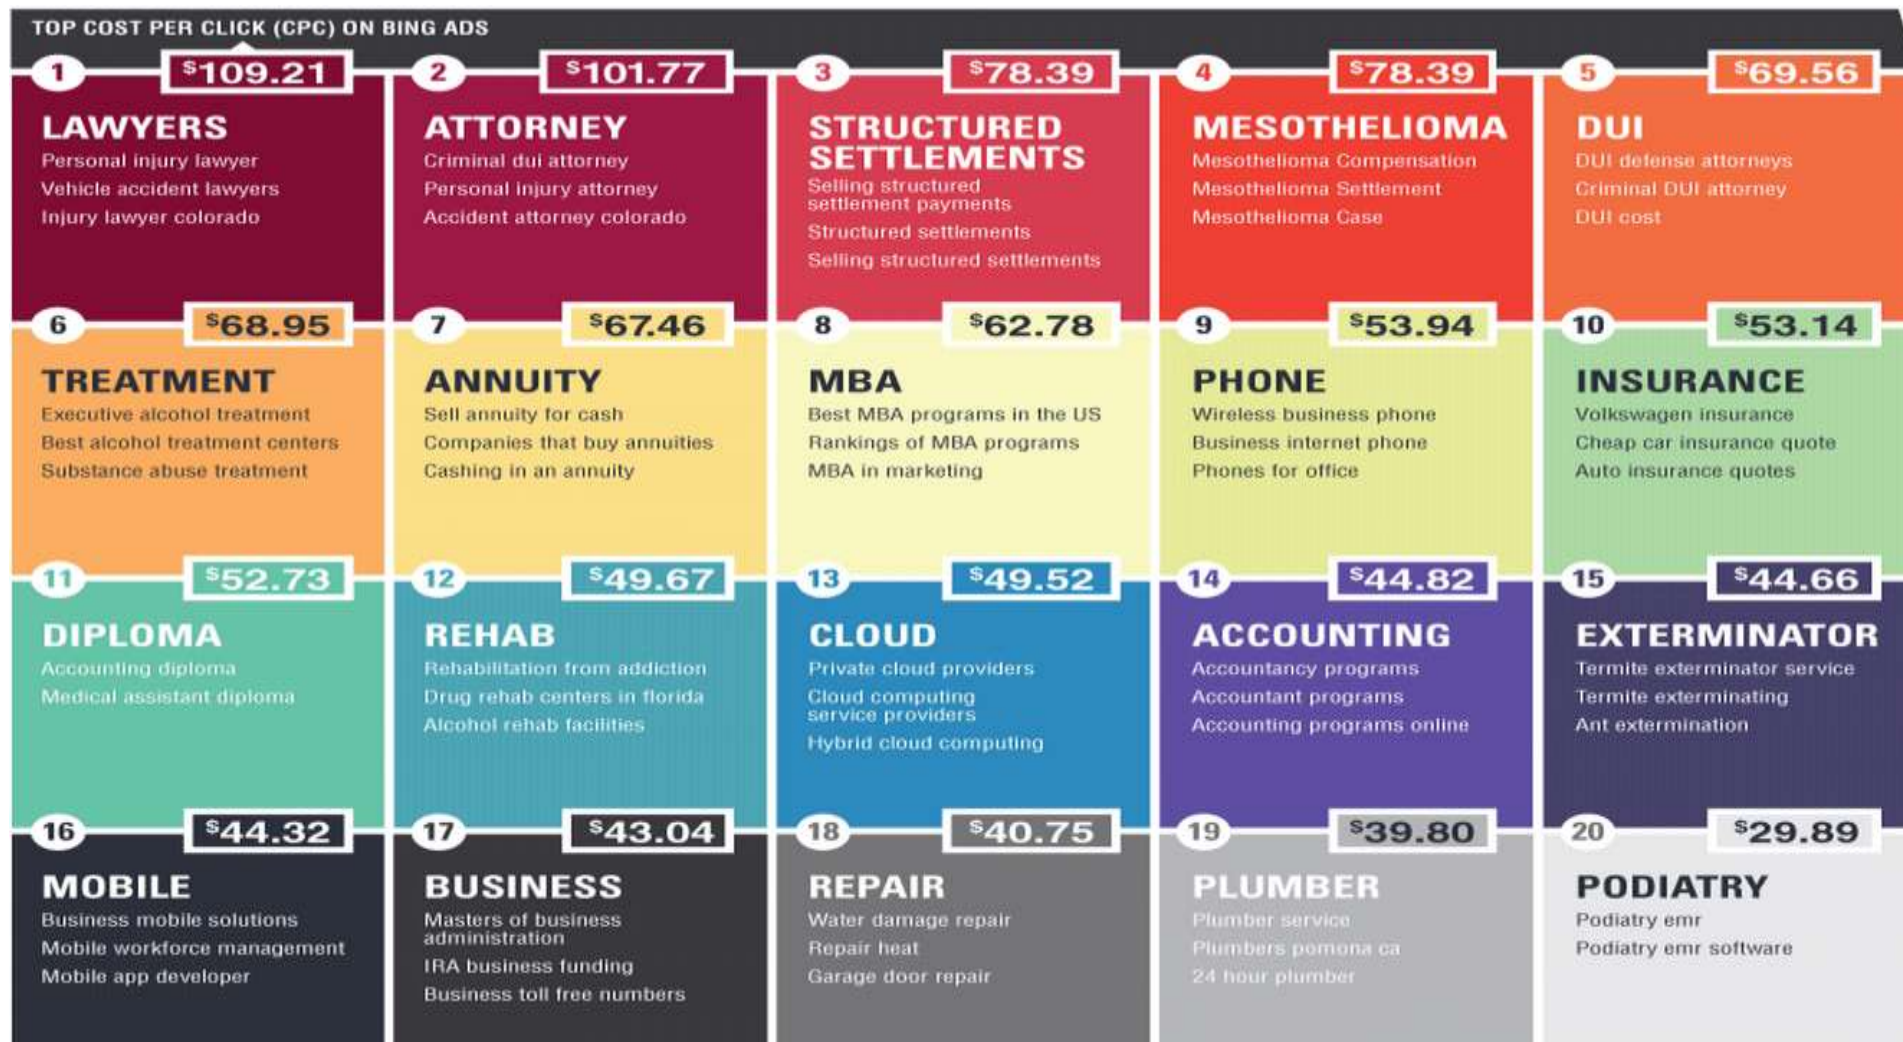 TOP COST PER CLICK (CPC) ON BING ADS
1 $109.21
LAWYERS
Personal injury lawyer
Vehicle accident lawyers
Injury lawyer colorado
2 $101.77
ATTORNEY
Criminal dui attorney
Personal injury attorney
Accident attorney colorado
3 $78.39
STRUCTURED
SETTLEMENTS
Selling structured
settlement payments
Structured settlements
Selling structured settlements
4 $78.39
MESOTHELIOMA
Mesothelioma Compensation
Mesothelioma Settlement
Mesothelioma Case
5 $69.56
DUI
DUI defense attorneys
Criminal DUI attorney
DUI cost
6 $68.95
TREATMENT
Executive alcohol treatment
Best alcohol treatment centers
Substance abuse treatment
7 $67.46
ANNUITY
Sell annuity for cash
Companies that buy annuities
Cashing in an annuity
8 $62.78
MBA
Best MBA programs in the US
Rankings of MBA programs
MBA in marketing
9 $53.94
PHONE
Wireless business phone
Business internet phone
Phones for office
10 $53.14
INSURANCE
Volkswagen insurance
Cheap car insurance quote
Auto insurance quotes
11 $52.73
DIPLOMA
Accounting diploma
Medical assistant diploma
12 $49.67
REHAB
Rehabilitation from addiction
Drug rehab centers in florida
Alcohol rehab facilities
13 $49.52
CLOUD
Private cloud providers
Cloud computing
service providers
Hybrid cloud computing
14 $44.82
ACCOUNTING
Accountancy programs
Accountant programs
Accounting programs online
15 $44.66
EXTERMINATOR
Termite exterminator service
Termite exterminating
Ant extermination
16 $44.32
MOBILE
Business mobile solutions
Mobile workforce management
Mobile app developer
17 $43.04
BUSINESS
Masters of business
administration
IRA business funding
Business toll free numbers
18 $40.75
REPAIR
Water damage repair
Repair heat
Garage door repair
19 $39.80
PLUMBER
Plumber service
Plumbers pomona ca
24 hour plumber
20 $29.89
PODIATRY
Podiatry emr
Podiatry emr software